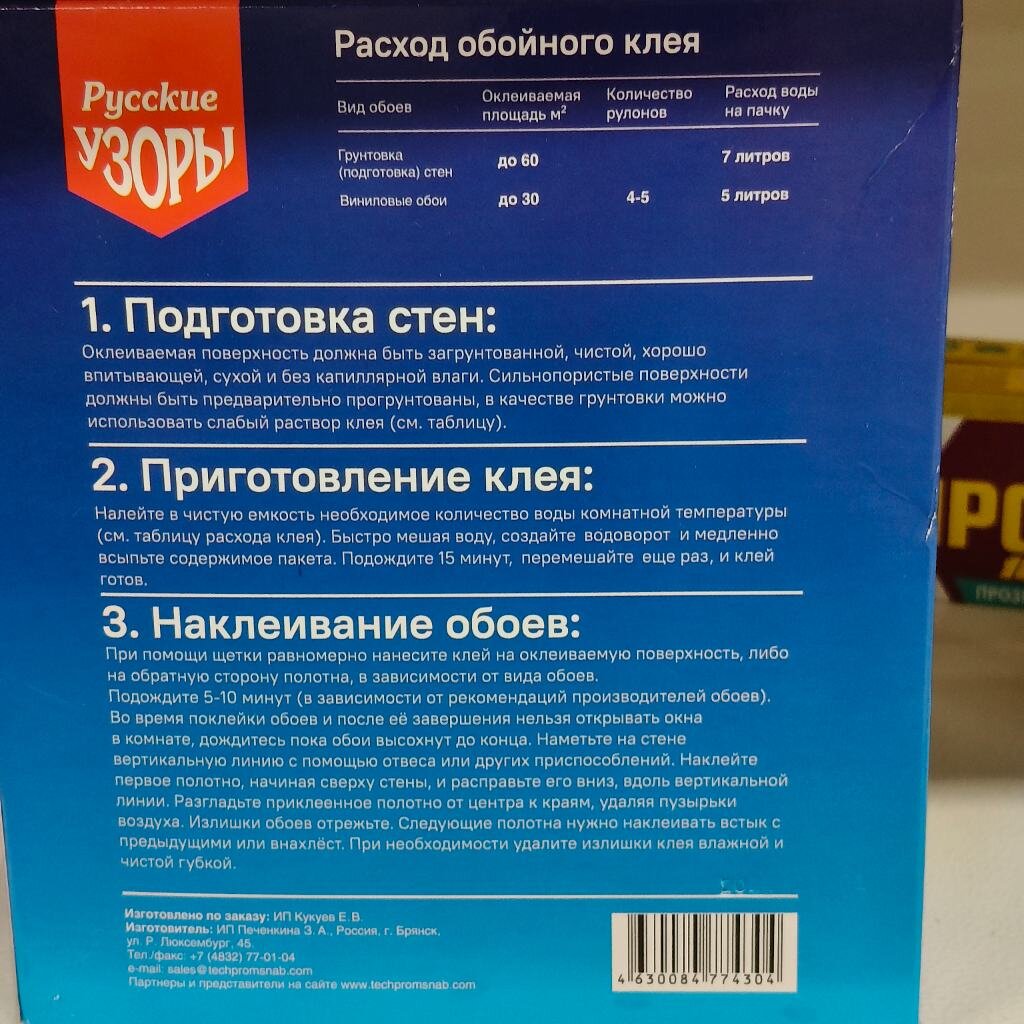 Русские
УЗОРЫ
Расход обойного клея
Вид обоев
Оклеиваемая площадь м²
Количество рулонов
Расход воды на пачку
Грунтовка (подготовка) стен
до 60
7 литров
Виниловые обои
до 30
4-5
5 литров
1. Подготовка стен:
Оклеиваемая поверхность должна быть загрунтованной, чистой, хорошо
впитывающей, сухой и без капиллярной влаги. Сильнопористые поверхности
должны быть предварительно прогрунтованы, в качестве грунтовки можно
использовать слабый раствор клея (см. таблицу).
2. Приготовление клея:
Налейте в чистую емкость необходимое количество воды комнатной температуры
(см. таблицу расхода клея). Быстро мешая воду, создайте водоворот и медленно
всыпьте содержимое пакета. Подождите 15 минут, перемешайте еще раз, и клей
готов.
3. Наклеивание обоев:
При помощи щетки равномерно нанесите клей на оклеиваемую поверхность, либо
на обратную сторону полотна, в зависимости от вида обоев.
Подождите 5-10 минут (в зависимости от рекомендаций производителей обоев).
Во время поклейки обоев и после её завершения нельзя открывать окна
в комнате, дождитесь пока обои высохнут до конца. Наметьте на стене
вертикальную линию с помощью отвеса или других приспособлений. Наклейте
первое полотно, начиная сверху стены, и расправьте его вниз, вдоль вертикальной
линии. Разгладьте приклеенное полотно от центра к краям, удаляя пузырьки
воздуха. Излишки обоев отрежьте. Следующие полотна нужно наклеивать встык с
предыдущими или внахлёст. При необходимости удалите излишки клея влажной и
чистой губкой.
Изготовлено по заказу: ИП Кукуев Е.В.
Изготовитель: ИП Печенкина З. А., Россия, г. Брянск,
ул. Р. Люксембург, 45.
Тел./факс: +7 (4832) 77-01-04
e-mail: sales@techpromsnab.com
Партнеры и представители на сайте www.techpromsnab.com
4 630084 774304